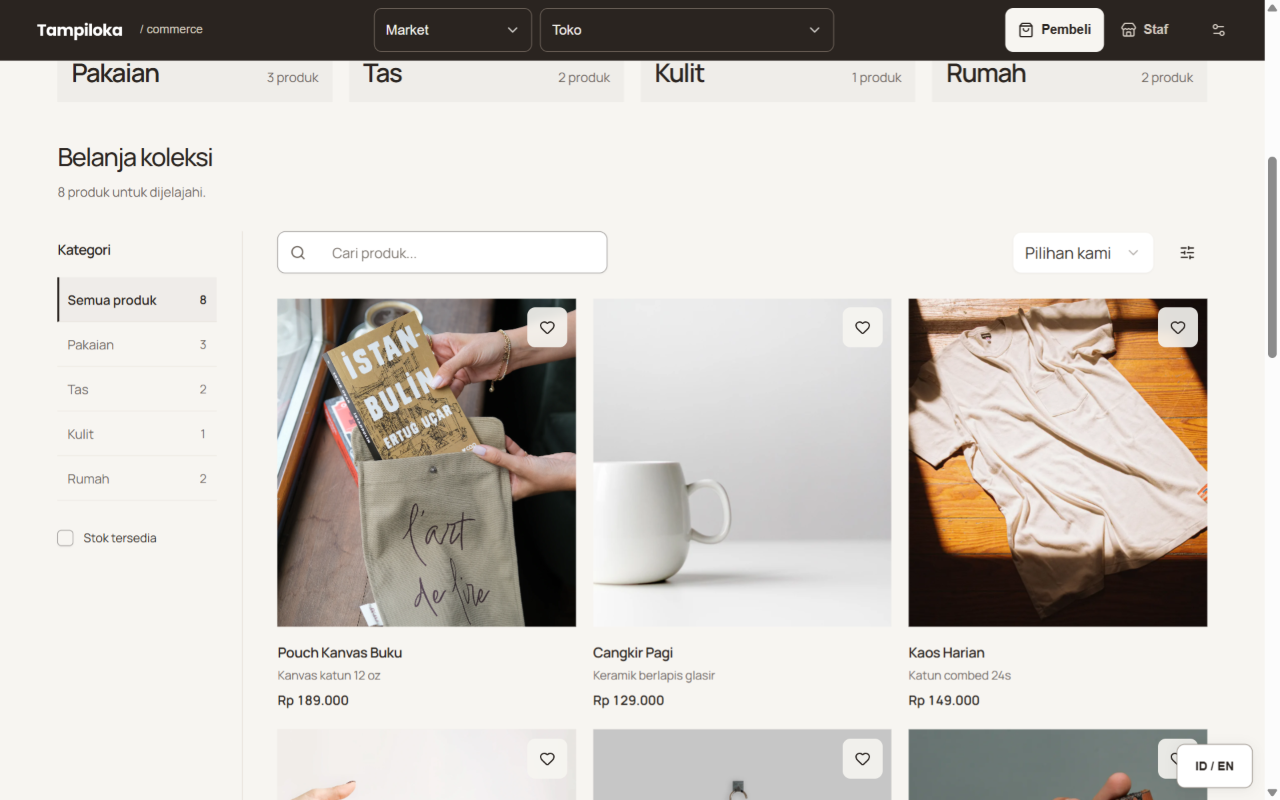 Tampiloka / commerce Market Toko Pembeli Staf
Pakaian 3 produk Tas 2 produk Kulit 1 produk Rumah 2 produk
Belanja koleksi
8 produk untuk dijelajahi.
Kategori
Semua produk 8
Pakaian 3
Tas 2
Kulit 1
Rumah 2
Stok tersedia
Cari produk... Pilihan kami
İSTAN-
BULİN
ERTUĞ UÇAR
l'art
de lire
Pouch Kanvas Buku
Kanvas katun 12 oz
Rp 189.000
Cangkir Pagi
Keramik berlapis glasir
Rp 129.000
Kaos Harian
Katun combed 24s
Rp 149.000
ID / EN